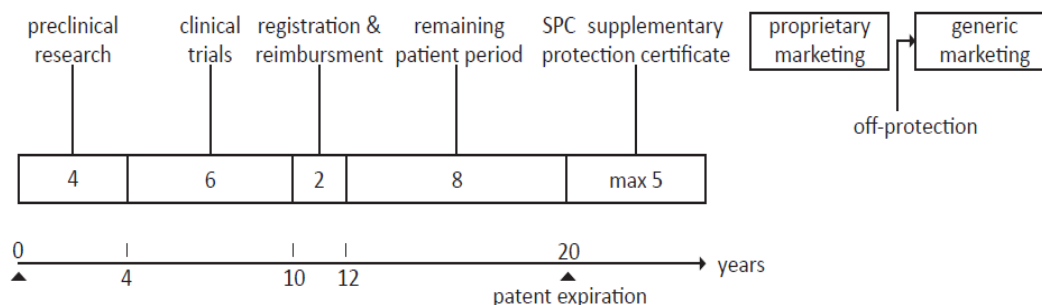 preclinical
research
clinical
trials
registration &
reimbursment
remaining
patient period
SPC supplementary
protection certificate
proprietary
marketing
generic
marketing
off-protection
4
6
2
8
max 5
0
4
10
12
20
years
patent expiration